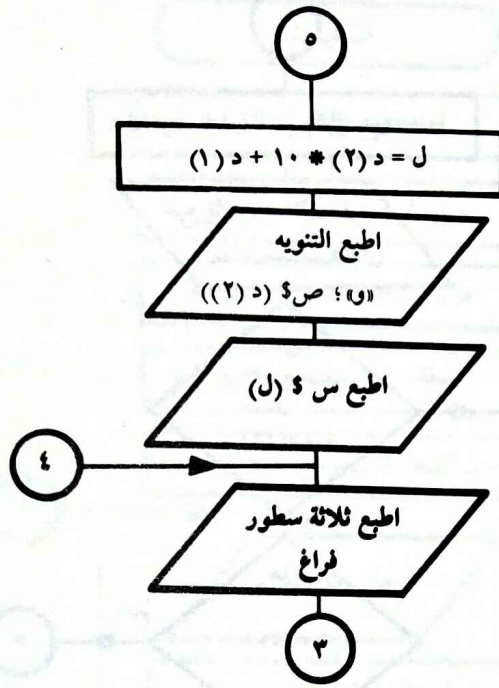 ٥
ل = د (٢) * ١٠ + د (١)
اطبع التنويه
«و» ؛ ص$ (د (٢))
اطبع س $ (ل)
٤
اطبع ثلاثة سطور
فراغ
٣